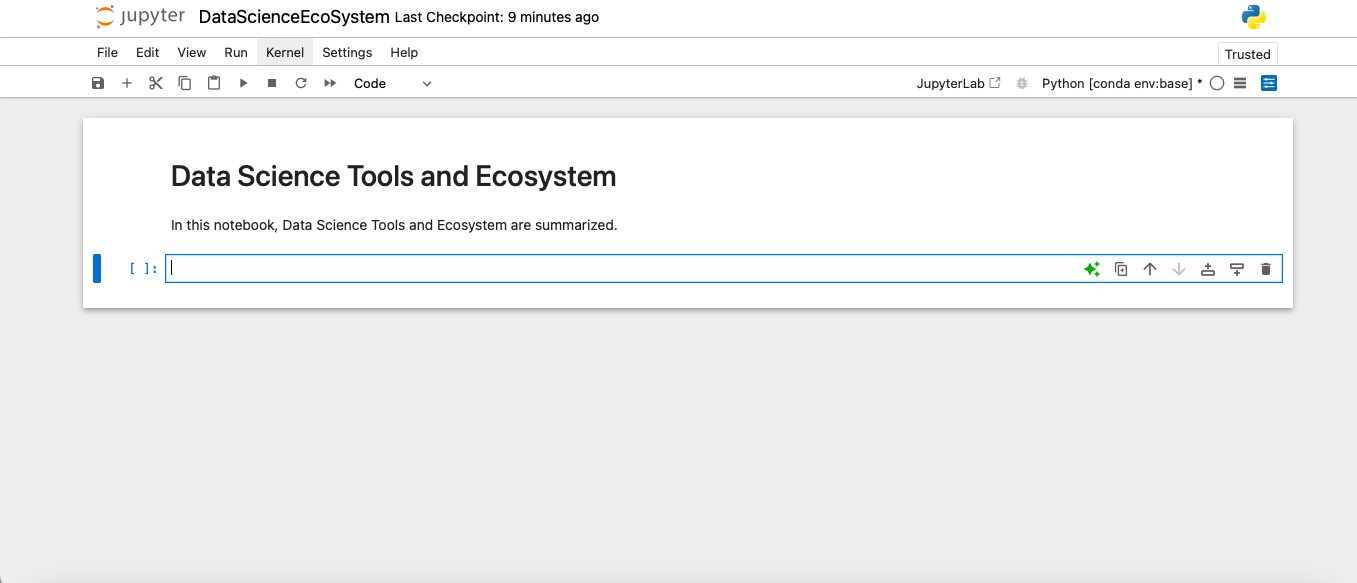 jupyter DataScienceEcoSystem Last Checkpoint: 9 minutes ago
File Edit View Run Kernel Settings Help Trusted
Code JupyterLab Python [conda env:base] *
Data Science Tools and Ecosystem
In this notebook, Data Science Tools and Ecosystem are summarized.
[ ]: